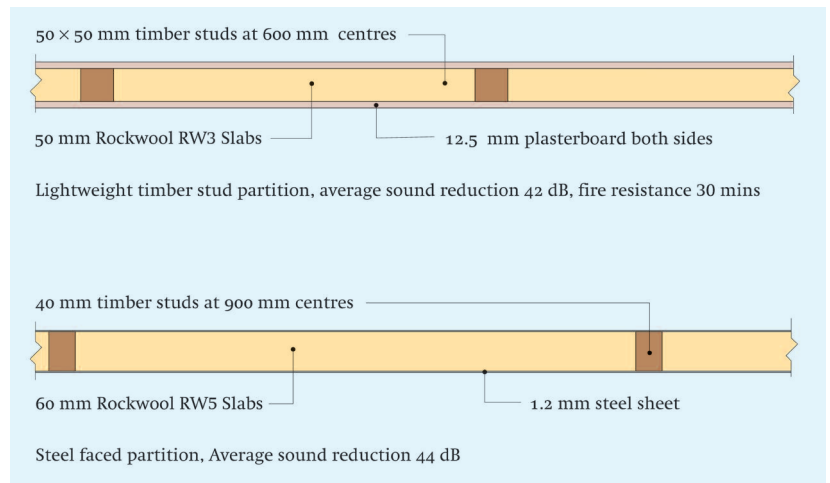 50 × 50 mm timber studs at 600 mm centres
50 mm Rockwool RW3 Slabs
12.5 mm plasterboard both sides
Lightweight timber stud partition, average sound reduction 42 dB, fire resistance 30 mins
40 mm timber studs at 900 mm centres
60 mm Rockwool RW5 Slabs
1.2 mm steel sheet
Steel faced partition, Average sound reduction 44 dB